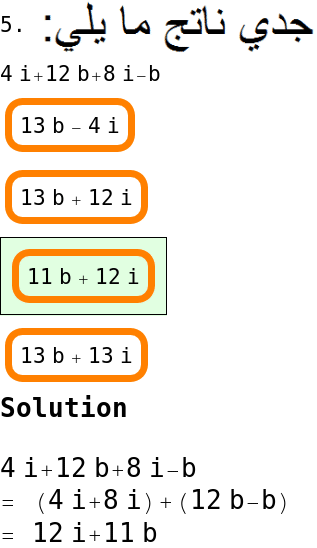 5. جدي ناتج ما يلي:
4 i+12 b+8 i−b
13 b − 4 i
13 b + 12 i
11 b + 12 i
13 b + 13 i
Solution
4 i+12 b+8 i−b
= (4 i+8 i)+(12 b−b)
= 12 i+11 b